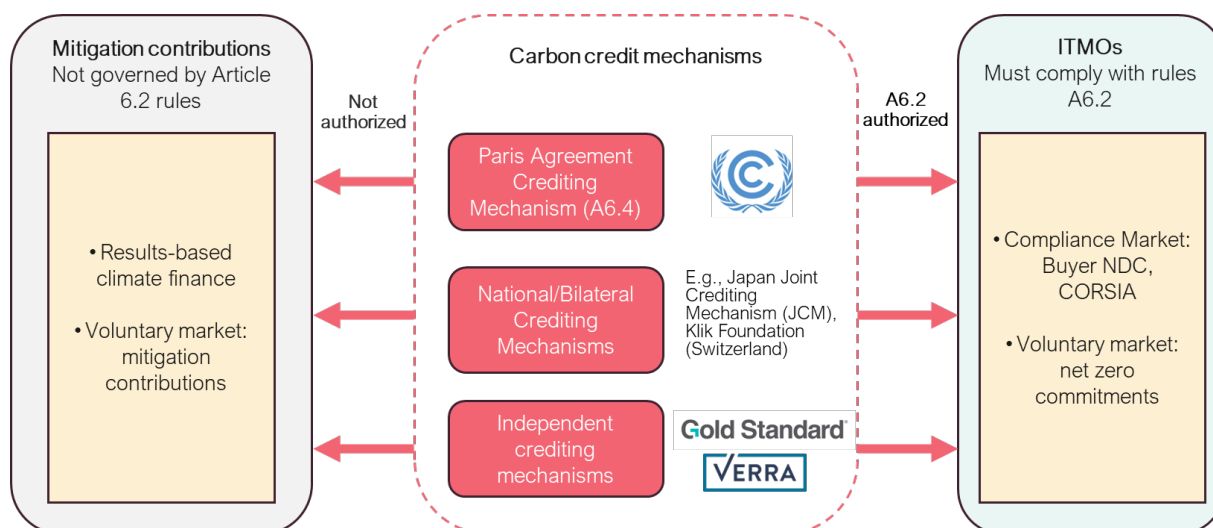 Mitigation contributions
Not governed by Article
6.2 rules
• Results-based
climate finance
• Voluntary market:
mitigation
contributions
Not
authorized
Carbon credit mechanisms
Paris Agreement
Crediting
Mechanism (A6.4)
National/Bilateral
Crediting
Mechanisms
E.g., Japan Joint
Crediting
Mechanism (JCM),
Klik Foundation
(Switzerland)
Independent
crediting
mechanisms
Gold Standard®
VERRA
A6.2
authorized
ITMOs
Must comply with rules
A6.2
• Compliance Market:
Buyer NDC,
CORSIA
• Voluntary market:
net zero
commitments